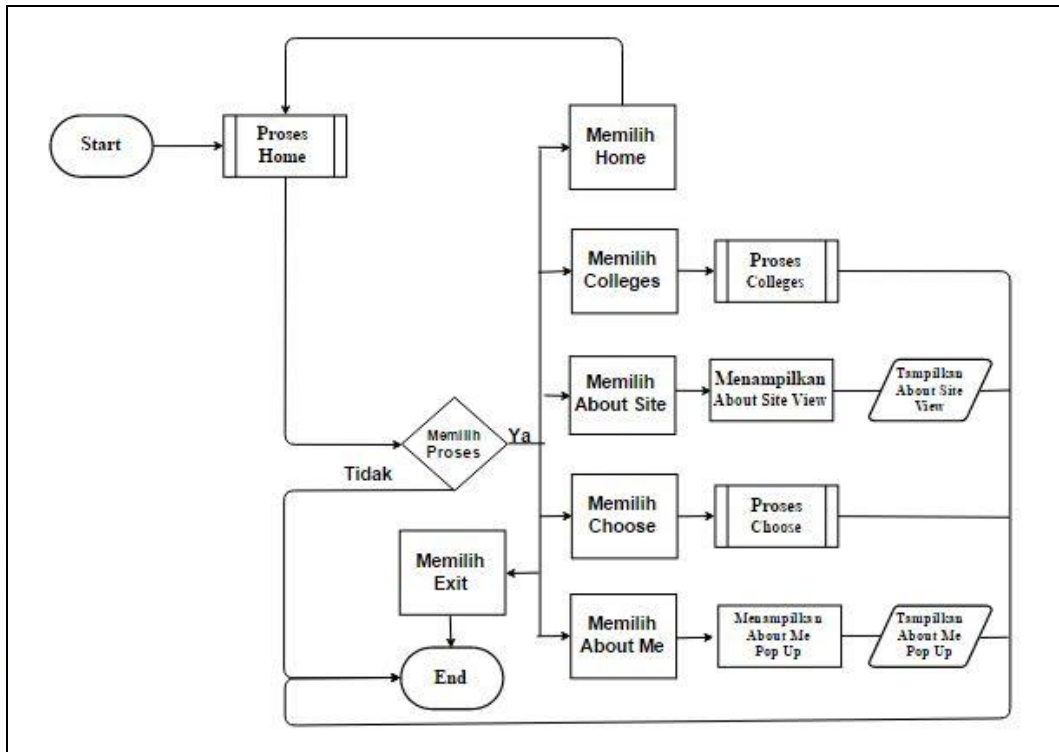 Start
Proses
Home
Memilih
Home
Memilih
Colleges
Proses
Colleges
Memilih
About Site
Menampilkan
About Site View
Tampilkan
About Site
View
Memilih
Proses
Ya
Tidak
Memilih
Choose
Proses
Choose
Memilih
Exit
Memilih
About Me
Menampilkan
About Me
Pop Up
Tampilkan
About Me
Pop Up
End